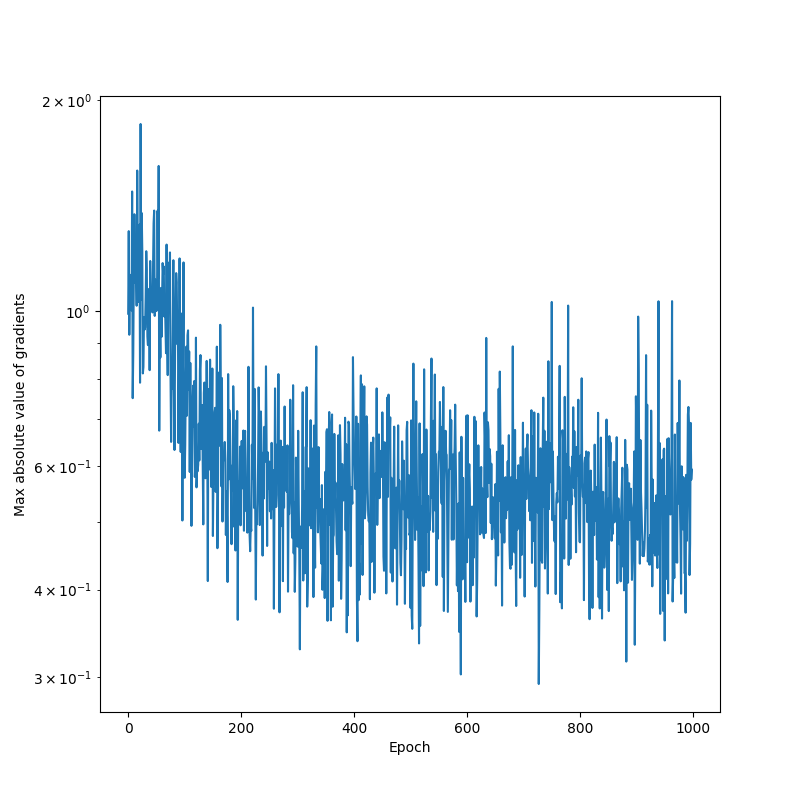 2 × 10⁰
10⁰
6 × 10⁻¹
4 × 10⁻¹
3 × 10⁻¹
Max absolute value of gradients
0 200 400 600 800 1000
Epoch